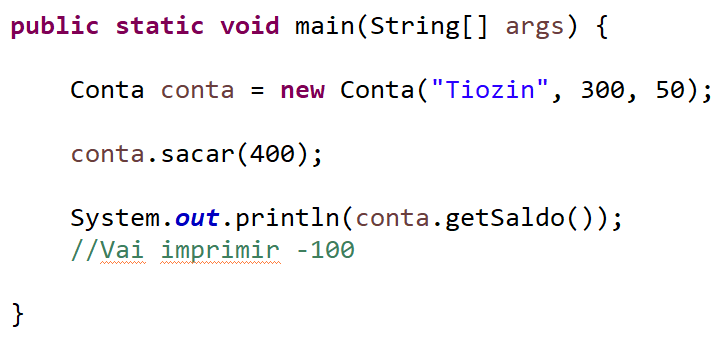 public static void main(String[] args) {
Conta conta = new Conta("Tiozin", 300, 50);
conta.sacar(400);
System.out.println(conta.getSaldo());
//Vai imprimir -100
}